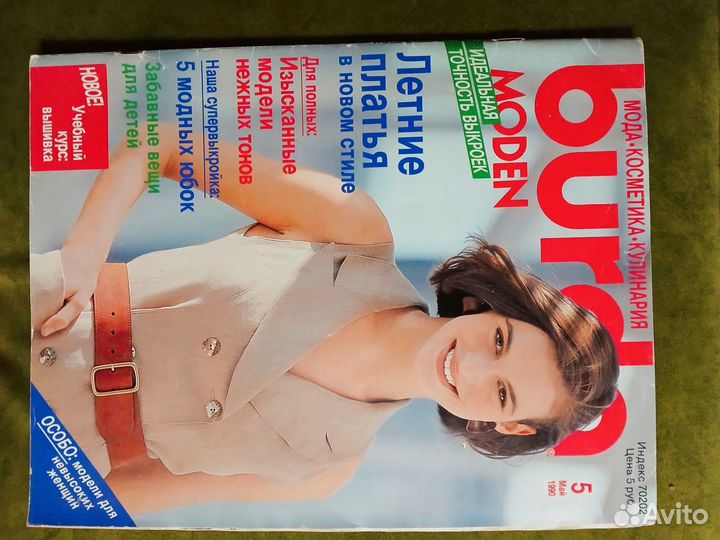 МОДА•КОСМЕТИКА•КУЛИНАРИЯ
Индекс 70202
Цена 5 руб.
burda
MODEN
5
Май
1990
ИДЕАЛЬНАЯ
ТОЧНОСТЬ ВЫКРОЕК
Летние
платья
в новом стиле
Для полных:
Изысканные
модели
нежных тонов
Наша супервыкройка:
5 модных юбок
Забавные вещи
для детей
НОВОЕ!
Учебный
курс:
вышивка
ОСОБО: модели для
невысоких
женщин
Avito